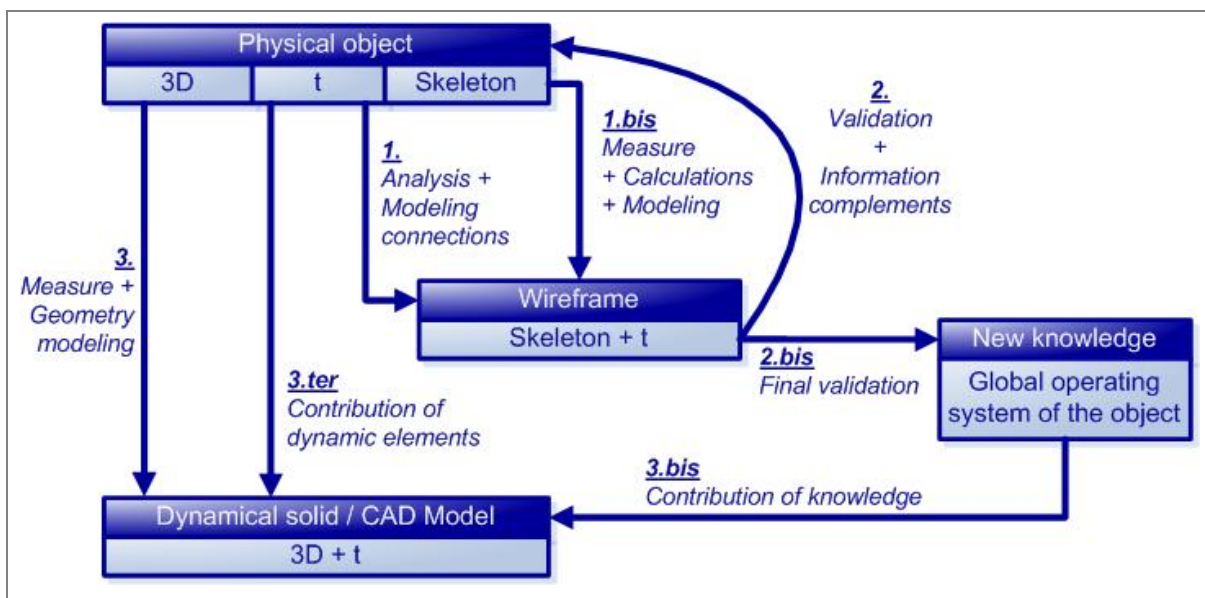 Physical object
3D
t
Skeleton
1.
Analysis +
Modeling
connections
1.bis
Measure
+ Calculations
+ Modeling
2.
Validation
+
Information
complements
3.
Measure +
Geometry
modeling
Wireframe
Skeleton + t
2.bis
Final validation
New knowledge
Global operating
system of the object
3.ter
Contribution of
dynamic elements
3.bis
Contribution of knowledge
Dynamical solid / CAD Model
3D + t